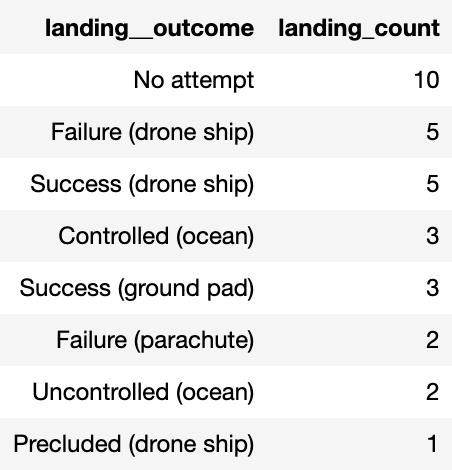 landing__outcome landing_count
No attempt 10
Failure (drone ship) 5
Success (drone ship) 5
Controlled (ocean) 3
Success (ground pad) 3
Failure (parachute) 2
Uncontrolled (ocean) 2
Precluded (drone ship) 1